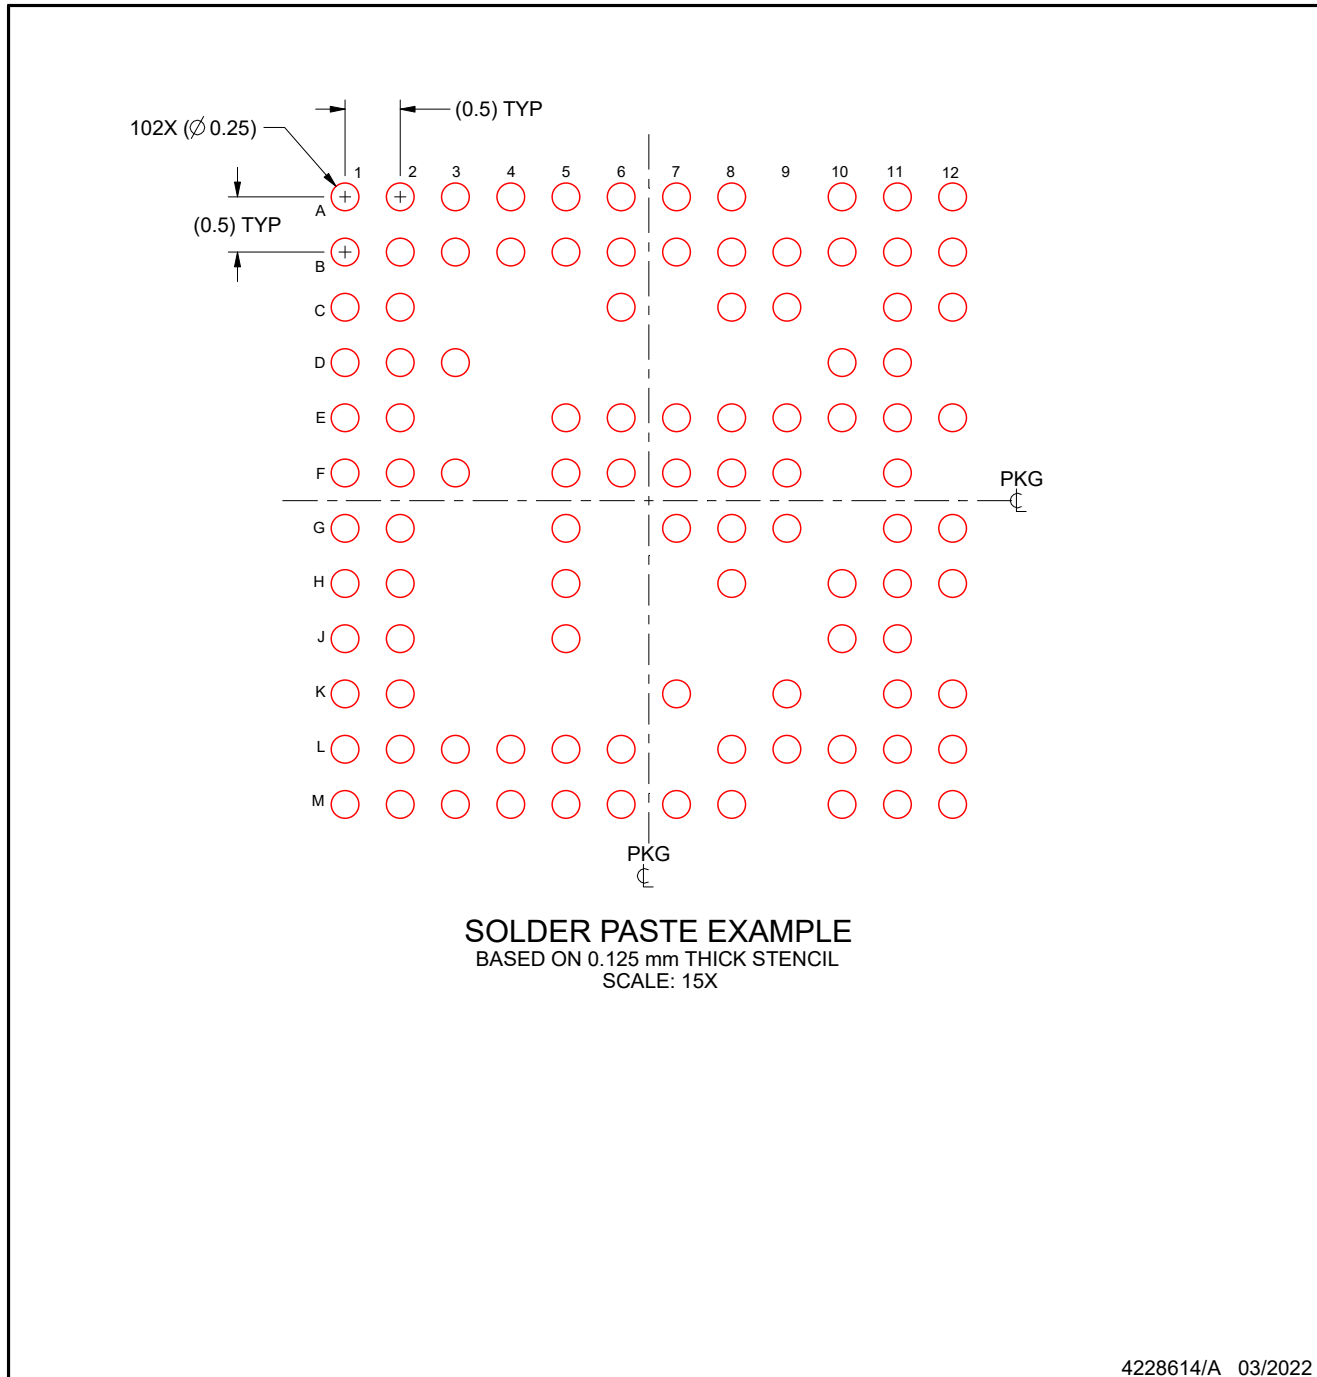 (0.5) TYP
102X (∅ 0.25)
1 2 3 4 5 6 7 8 9 10 11 12
A
(0.5) TYP
B
C
D
E
F
PKG
℄
G
H
J
K
L
M
PKG
℄
SOLDER PASTE EXAMPLE
BASED ON 0.125 mm THICK STENCIL
SCALE: 15X
4228614/A 03/2022